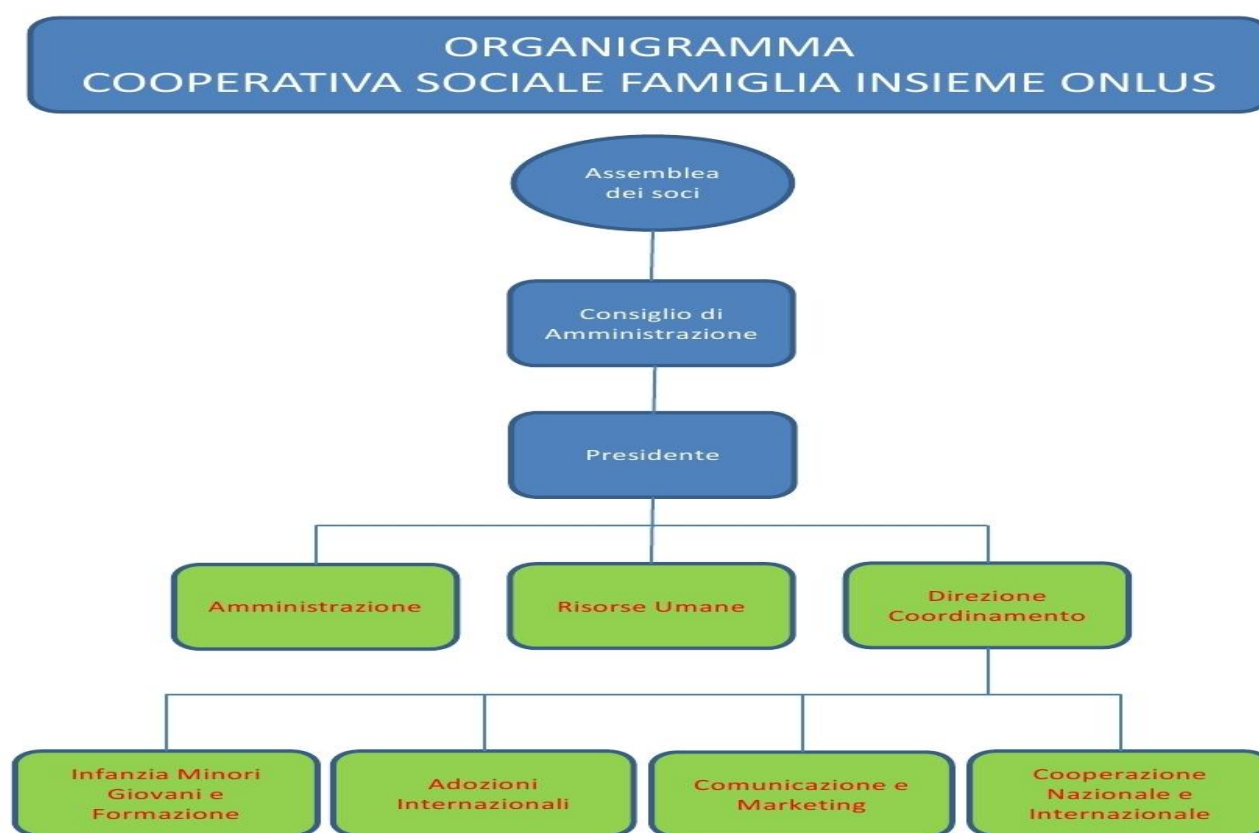 ORGANIGRAMMA
COOPERATIVA SOCIALE FAMIGLIA INSIEME ONLUS
Assemblea
dei soci
Consiglio di
Amministrazione
Presidente
Amministrazione
Risorse Umane
Direzione
Coordinamento
Infanzia Minori
Giovani e
Formazione
Adozioni
Internazionali
Comunicazione e
Marketing
Cooperazione
Nazionale e
Internazionale